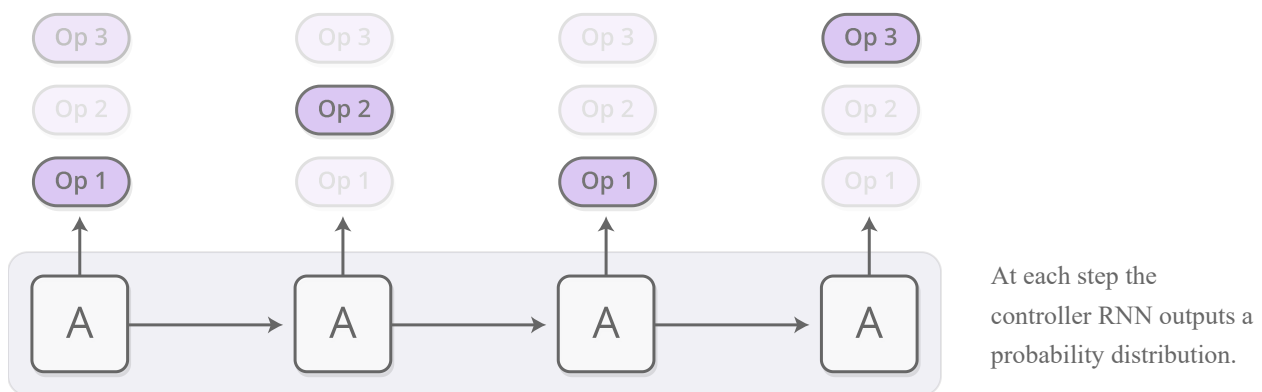 Op 3 Op 3 Op 3 Op 3
Op 2 Op 2 Op 2 Op 2
Op 1 Op 1 Op 1 Op 1
A A A A
At each step the
controller RNN outputs a
probability distribution.